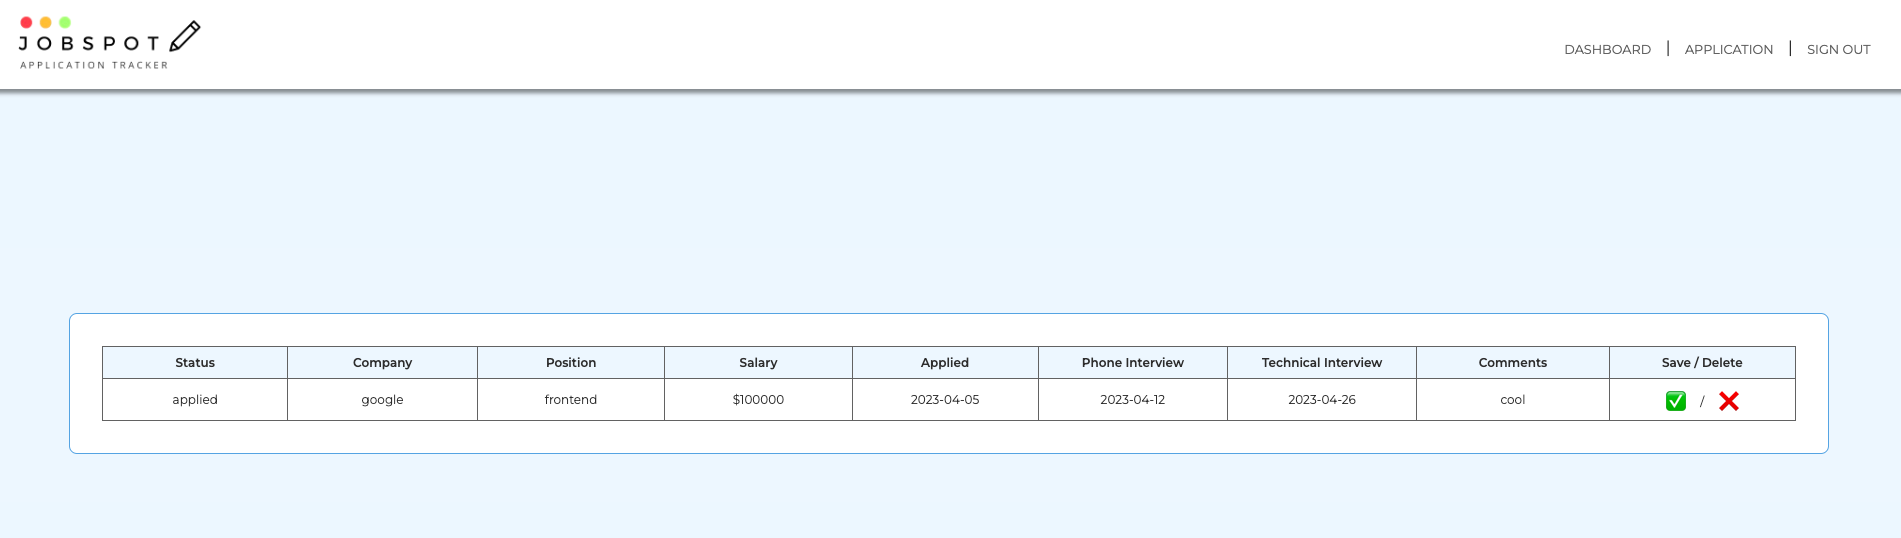 JOBSPOT
APPLICATION TRACKER
DASHBOARD | APPLICATION | SIGN OUT
Status Company Position Salary Applied Phone Interview Technical Interview Comments Save / Delete
applied google frontend $100000 2023-04-05 2023-04-12 2023-04-26 cool ✅ / ❌